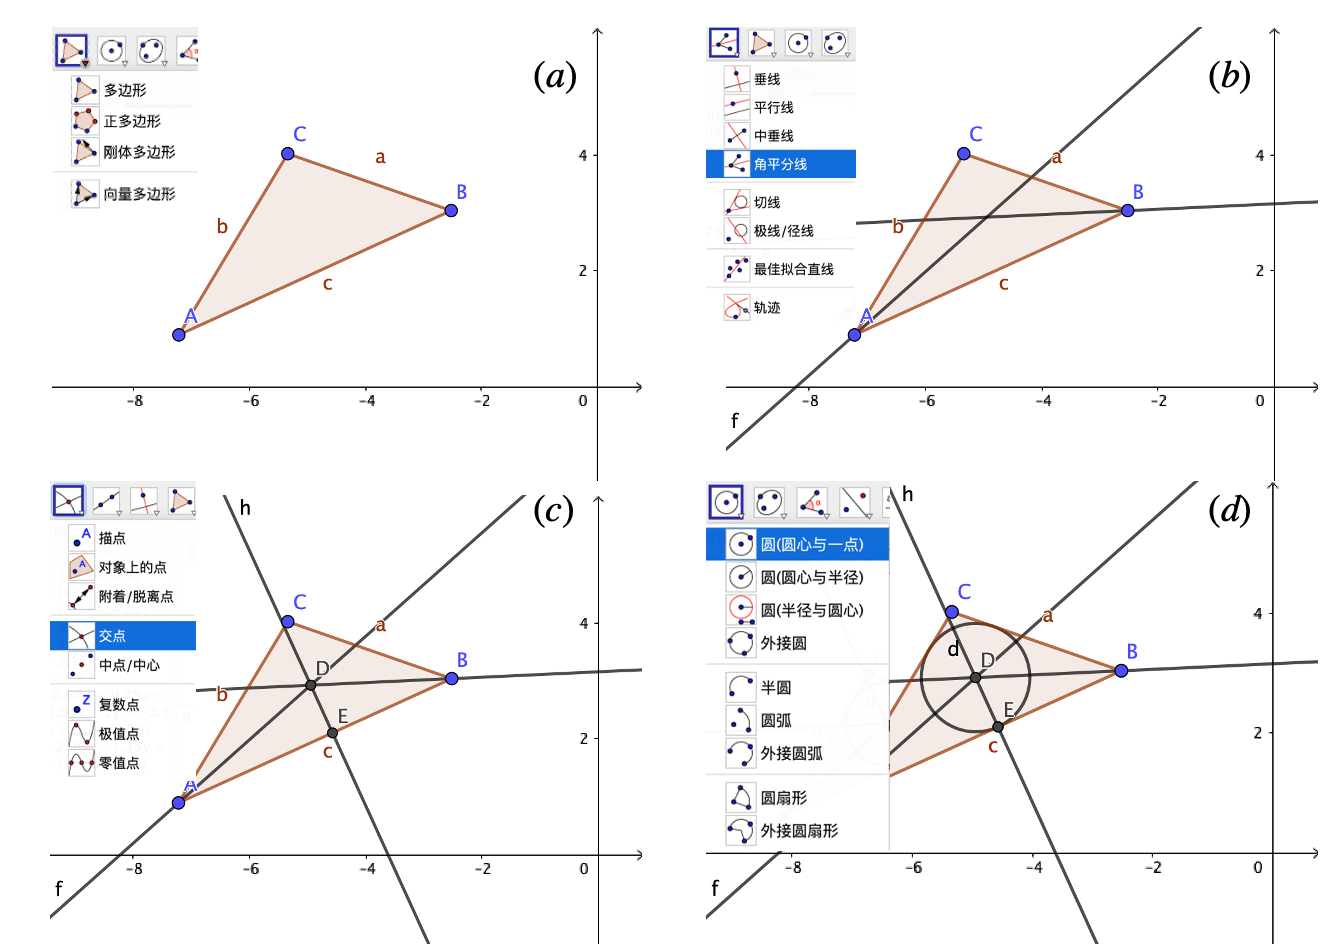 (a)
多边形
正多边形
刚体多边形
向量多边形
C
a
B
b
c
A
4
2
-8
-6
-4
-2
0
(b)
垂线
平行线
中垂线
角平分线
切线
极线/径线
最佳拟合直线
轨迹
C
a
B
b
c
A
f
4
2
-8
-6
-4
-2
0
(c)
描点
对象上的点
附着/脱离点
交点
中点/中心
复数点
极值点
零值点
h
C
a
D
B
b
E
c
A
f
4
2
-8
-6
-4
-2
0
(d)
圆(圆心与一点)
圆(圆心与半径)
圆(半径与圆心)
外接圆
半圆
圆弧
外接圆弧
圆扇形
外接圆扇形
h
C
a
d
D
B
E
c
f
4
2
-8
-6
-4
-2
0